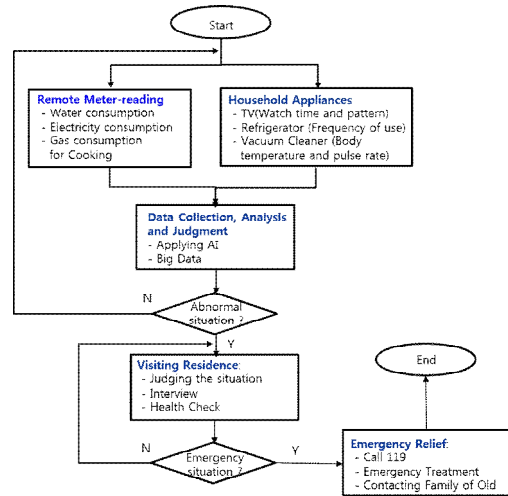 Start
Remote Meter-reading
- Water consumption
- Electricity consumption
- Gas consumption
for Cooking
Household Appliances
- TV(Watch time and pattern)
- Refrigerator (Frequency of use)
- Vacuum Cleaner (Body
temperature and pulse rate)
Data Collection, Analysis
and Judgment
- Applying AI
- Big Data
N
Abnormal
situation ?
Y
Visiting Residence:
- Judging the situation
- Interview
- Health Check
N
Emergency
situation ?
Y
End
Emergency Relief:
- Call 119
- Emergency Treatment
- Contacting Family of Old